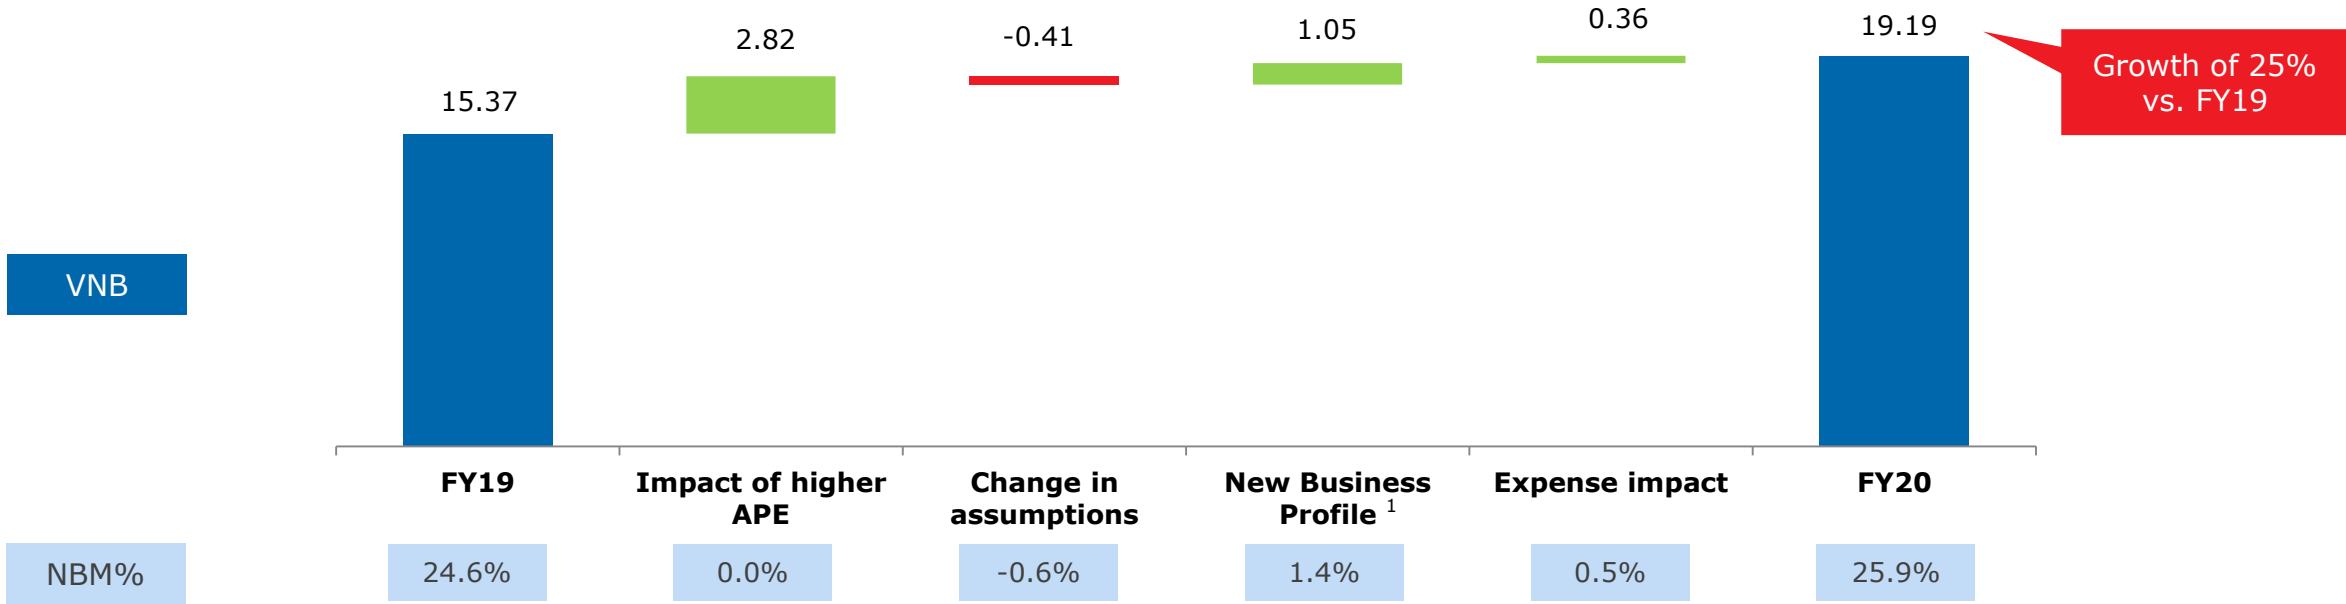 2.82
-0.41
1.05
0.36
19.19
15.37
Growth of 25%
vs. FY19
VNB
FY19
Impact of higher
APE
Change in
assumptions
New Business
Profile 1
Expense impact
FY20
NBM%
24.6%
0.0%
-0.6%
1.4%
0.5%
25.9%